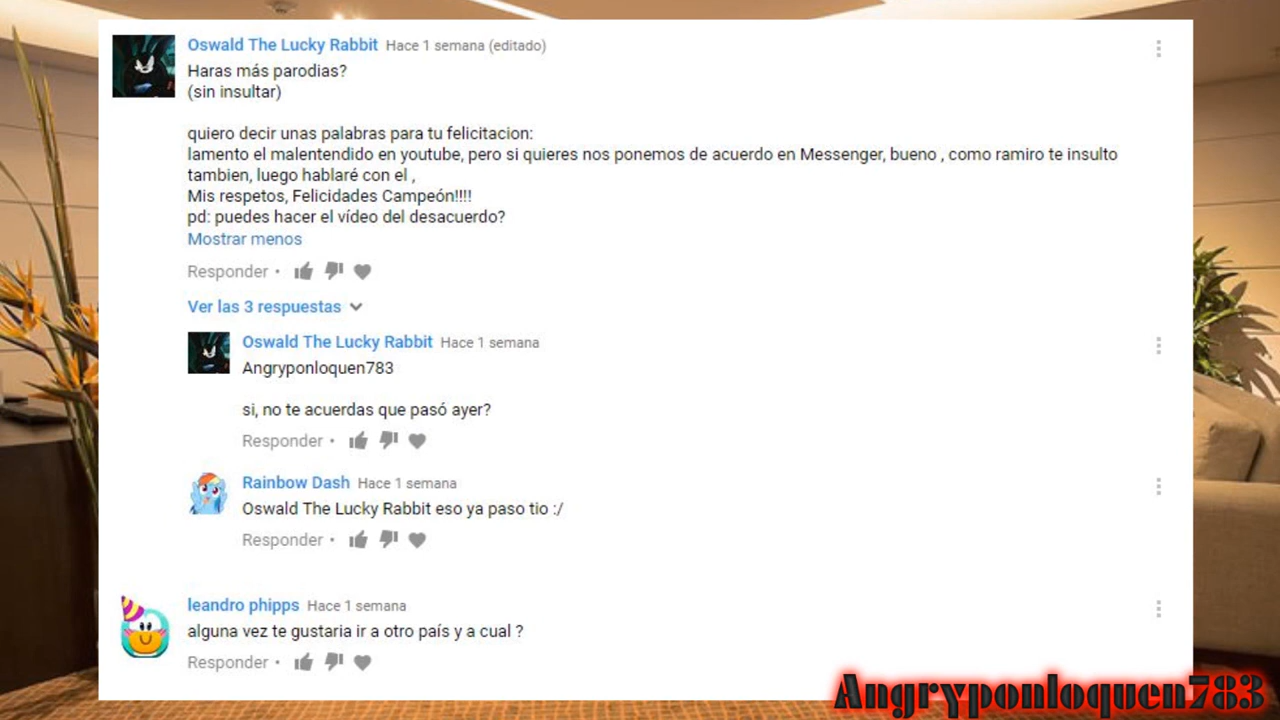 Oswald The Lucky Rabbit Hace 1 semana (editado)
Haras más parodias?
(sin insultar)
quiero decir unas palabras para tu felicitacion:
lamento el malentendido en youtube, pero si quieres nos ponemos de acuerdo en Messenger, bueno , como ramiro te insulto
tambien, luego hablaré con el ,
Mis respetos, Felicidades Campeón!!!!
pd: puedes hacer el vídeo del desacuerdo?
Mostrar menos
Responder •
Ver las 3 respuestas
Oswald The Lucky Rabbit Hace 1 semana
Angryponloquen783
si, no te acuerdas que pasó ayer?
Responder •
Rainbow Dash Hace 1 semana
Oswald The Lucky Rabbit eso ya paso tio :/
Responder •
leandro phipps Hace 1 semana
alguna vez te gustaria ir a otro país y a cual ?
Responder •
Angryponloquen783